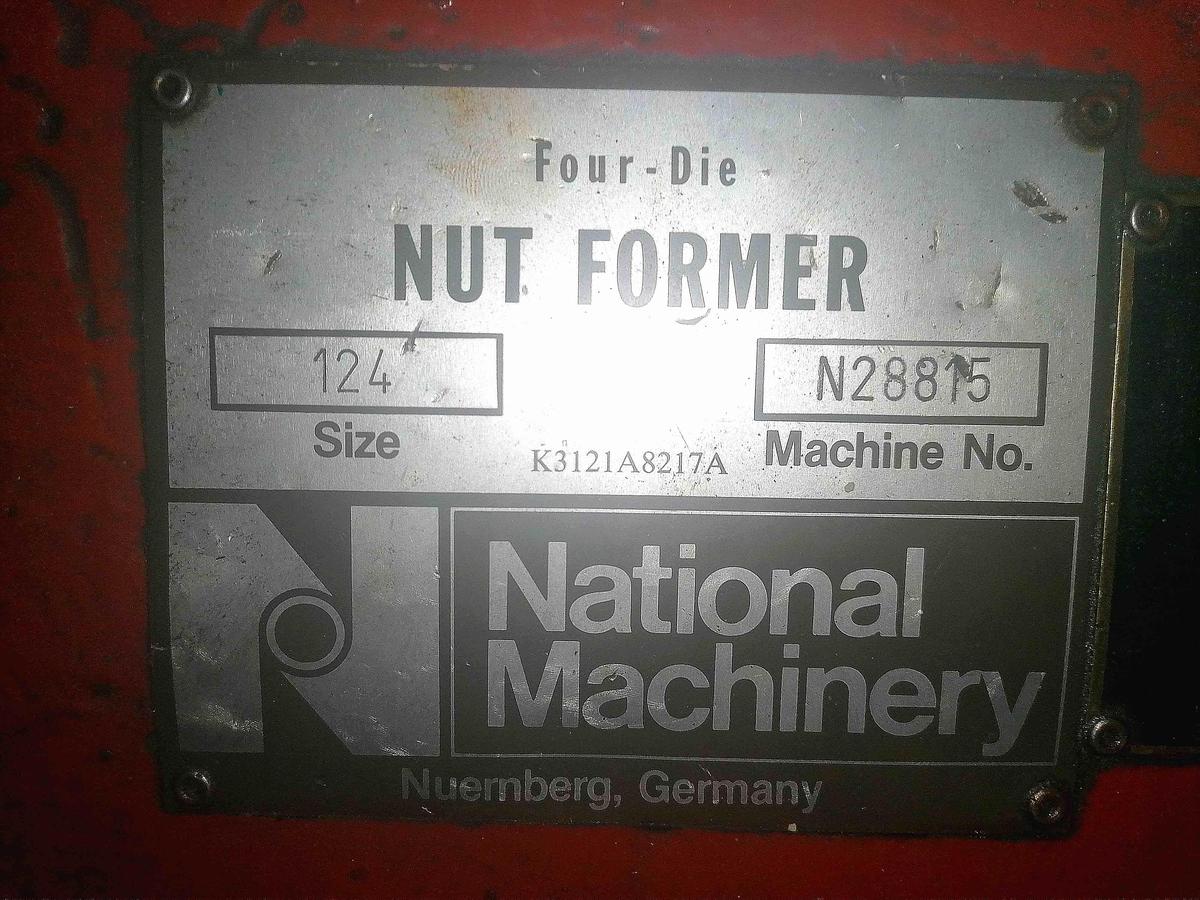 Four-Die
NUT FORMER
124 N28815
Size K3121A8217A Machine No.
National
Machinery
Nuernberg, Germany